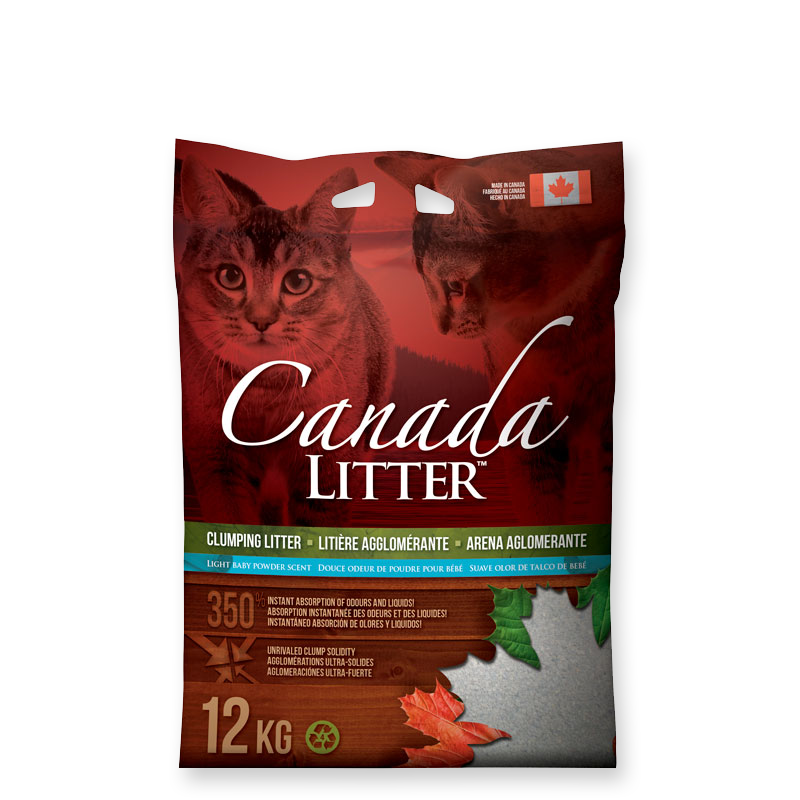 MADE IN CANADA
FABRIQUÉ AU CANADA
HECHO EN CANADA
Canada
LITTER™
CLUMPING LITTER ▪ LITIÈRE AGGLOMÉRANTE ▪ ARENA AGLOMERANTE
LIGHT BABY POWDER SCENT DOUCE ODEUR DE POUDRE POUR BÉBÉ SUAVE OLOR DE TALCO DE BEBÉ
350%
INSTANT ABSORPTION OF ODOURS AND LIQUIDS!
ABSORPTION INSTANTANÉE DES ODEURS ET DES LIQUIDES!
INSTANTÁNEO ABSORCIÓN DE OLORES Y LIQUIDOS!
UNRIVALED CLUMP SOLIDITY
AGGLOMÉRATIONS ULTRA-SOLIDES
AGLOMERACIÓNES ULTRA-FUERTE
12 KG